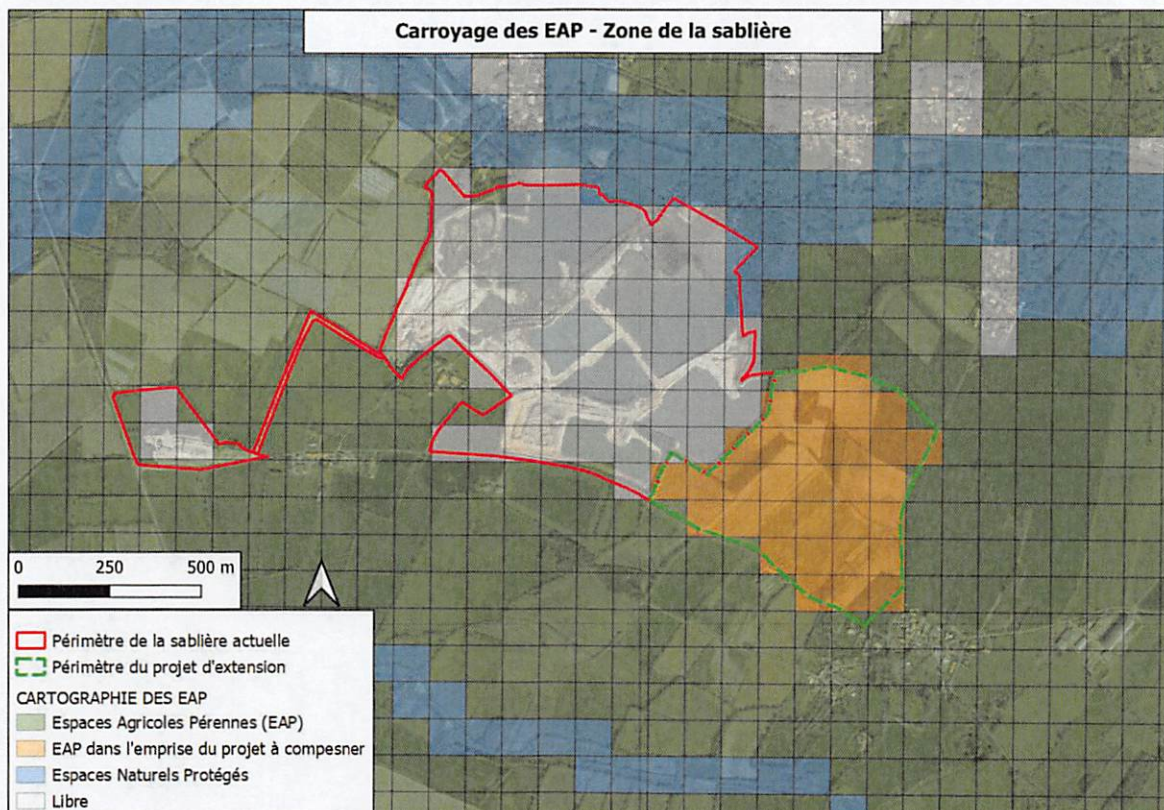 Carroyage des EAP - Zone de la sablière
0 250 500 m
Périmètre de la sablière actuelle
Périmètre du projet d'extension
CARTOGRAPHIE DES EAP
Espaces Agricoles Pérennes (EAP)
EAP dans l'emprise du projet à compesner
Espaces Naturels Protégés
Libre